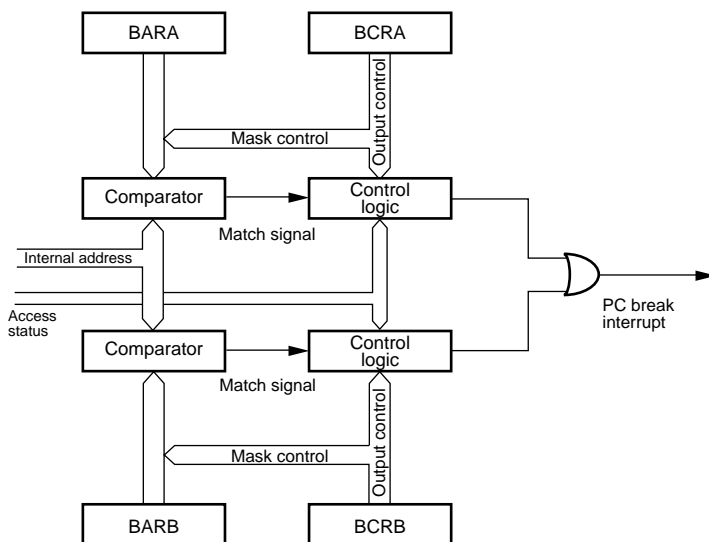 BARA
BCRA
Output control
Mask control
Comparator
Control
logic
Match signal
Internal address
Access
status
PC break
interrupt
Comparator
Control
logic
Match signal
Output control
Mask control
BARB
BCRB